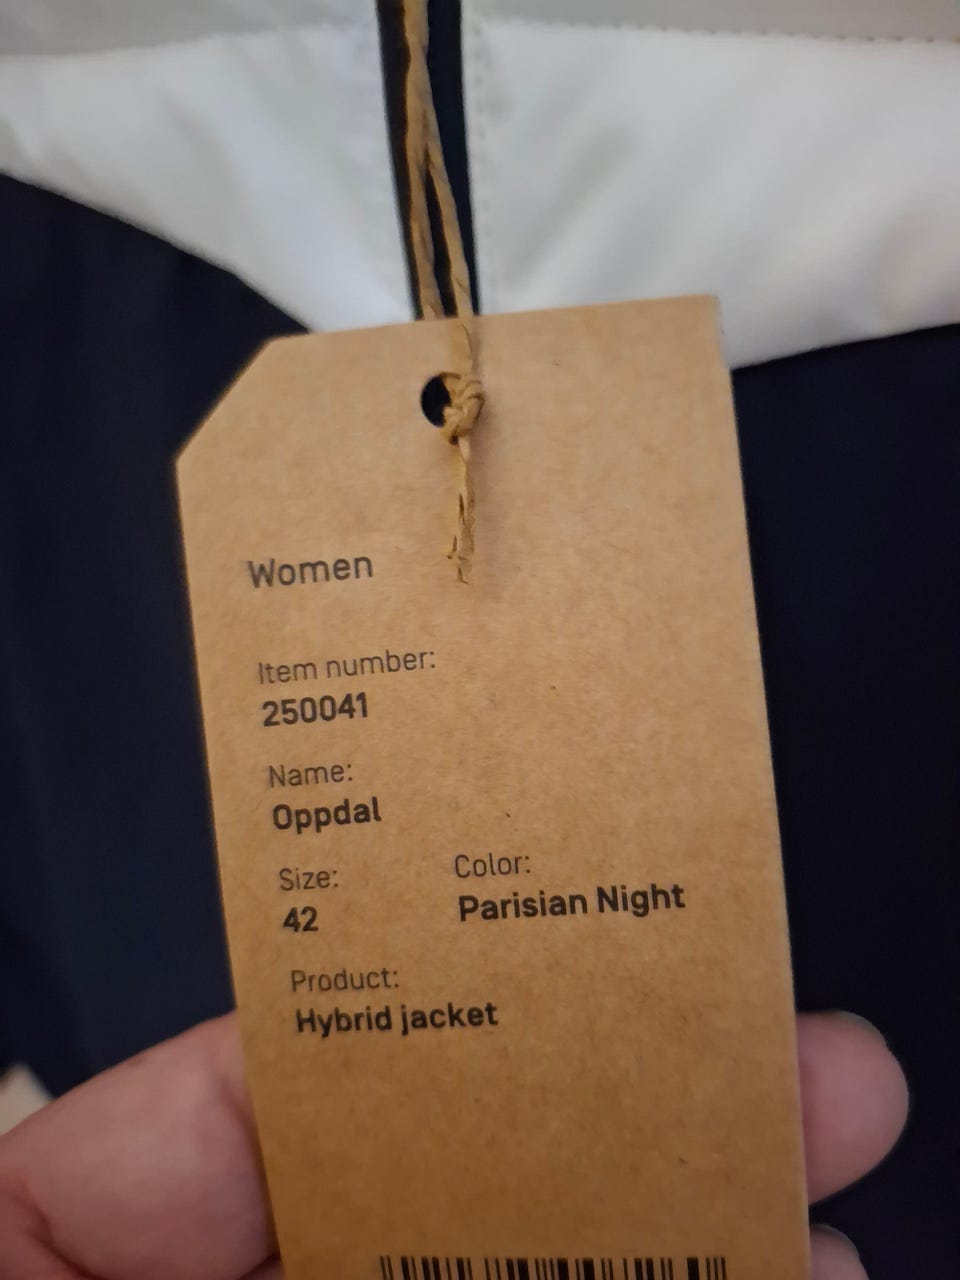 Women
Item number:
250041
Name:
Oppdal
Size:
42
Color:
Parisian Night
Product:
Hybrid jacket